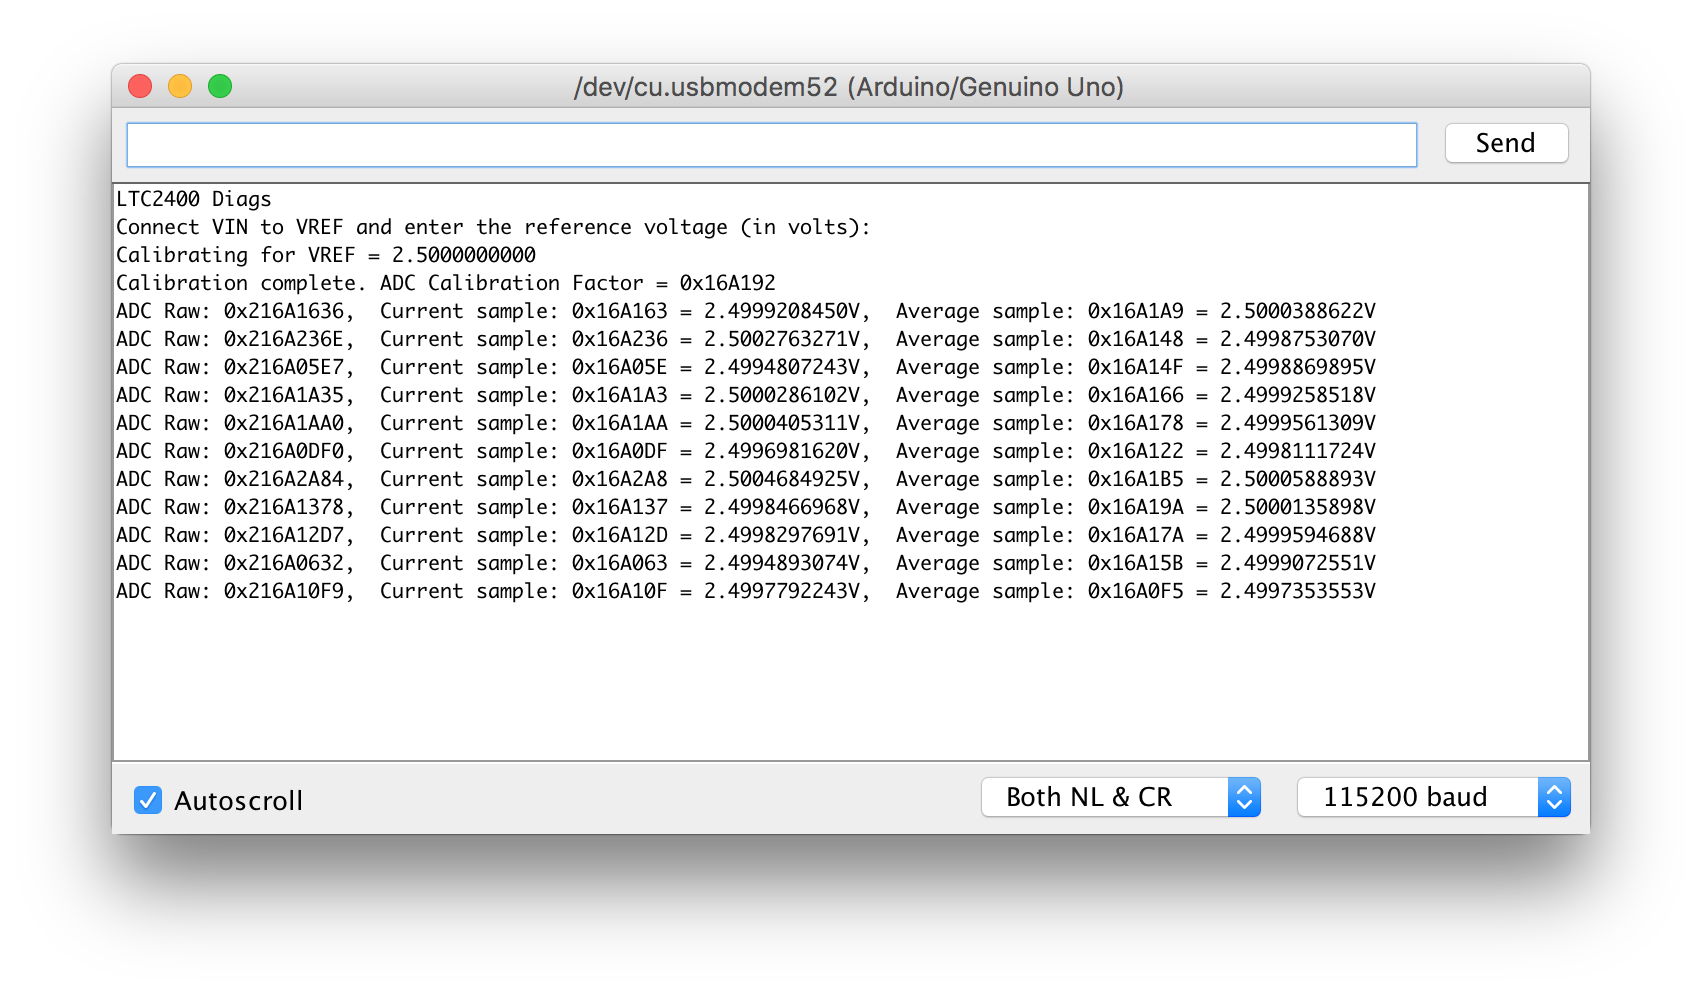 /dev/cu.usbmodem52 (Arduino/Genuino Uno)
Send
LTC2400 Diags
Connect VIN to VREF and enter the reference voltage (in volts):
Calibrating for VREF = 2.5000000000
Calibration complete. ADC Calibration Factor = 0x16A192
ADC Raw: 0x216A1636,  Current sample: 0x16A163 = 2.4999208450V,  Average sample: 0x16A1A9 = 2.5000388622V
ADC Raw: 0x216A236E,  Current sample: 0x16A236 = 2.5002763271V,  Average sample: 0x16A148 = 2.4998753070V
ADC Raw: 0x216A05E7,  Current sample: 0x16A05E = 2.4994807243V,  Average sample: 0x16A14F = 2.4998869895V
ADC Raw: 0x216A1A35,  Current sample: 0x16A1A3 = 2.5000286102V,  Average sample: 0x16A166 = 2.4999258518V
ADC Raw: 0x216A1AA0,  Current sample: 0x16A1AA = 2.5000405311V,  Average sample: 0x16A178 = 2.4999561309V
ADC Raw: 0x216A0DF0,  Current sample: 0x16A0DF = 2.4996981620V,  Average sample: 0x16A122 = 2.4998111724V
ADC Raw: 0x216A2A84,  Current sample: 0x16A2A8 = 2.5004684925V,  Average sample: 0x16A1B5 = 2.5000588893V
ADC Raw: 0x216A1378,  Current sample: 0x16A137 = 2.4998466968V,  Average sample: 0x16A19A = 2.5000135898V
ADC Raw: 0x216A12D7,  Current sample: 0x16A12D = 2.4998297691V,  Average sample: 0x16A17A = 2.4999594688V
ADC Raw: 0x216A0632,  Current sample: 0x16A063 = 2.4994893074V,  Average sample: 0x16A15B = 2.4999072551V
ADC Raw: 0x216A10F9,  Current sample: 0x16A10F = 2.4997792243V,  Average sample: 0x16A0F5 = 2.4997353553V
Autoscroll
Both NL & CR
115200 baud